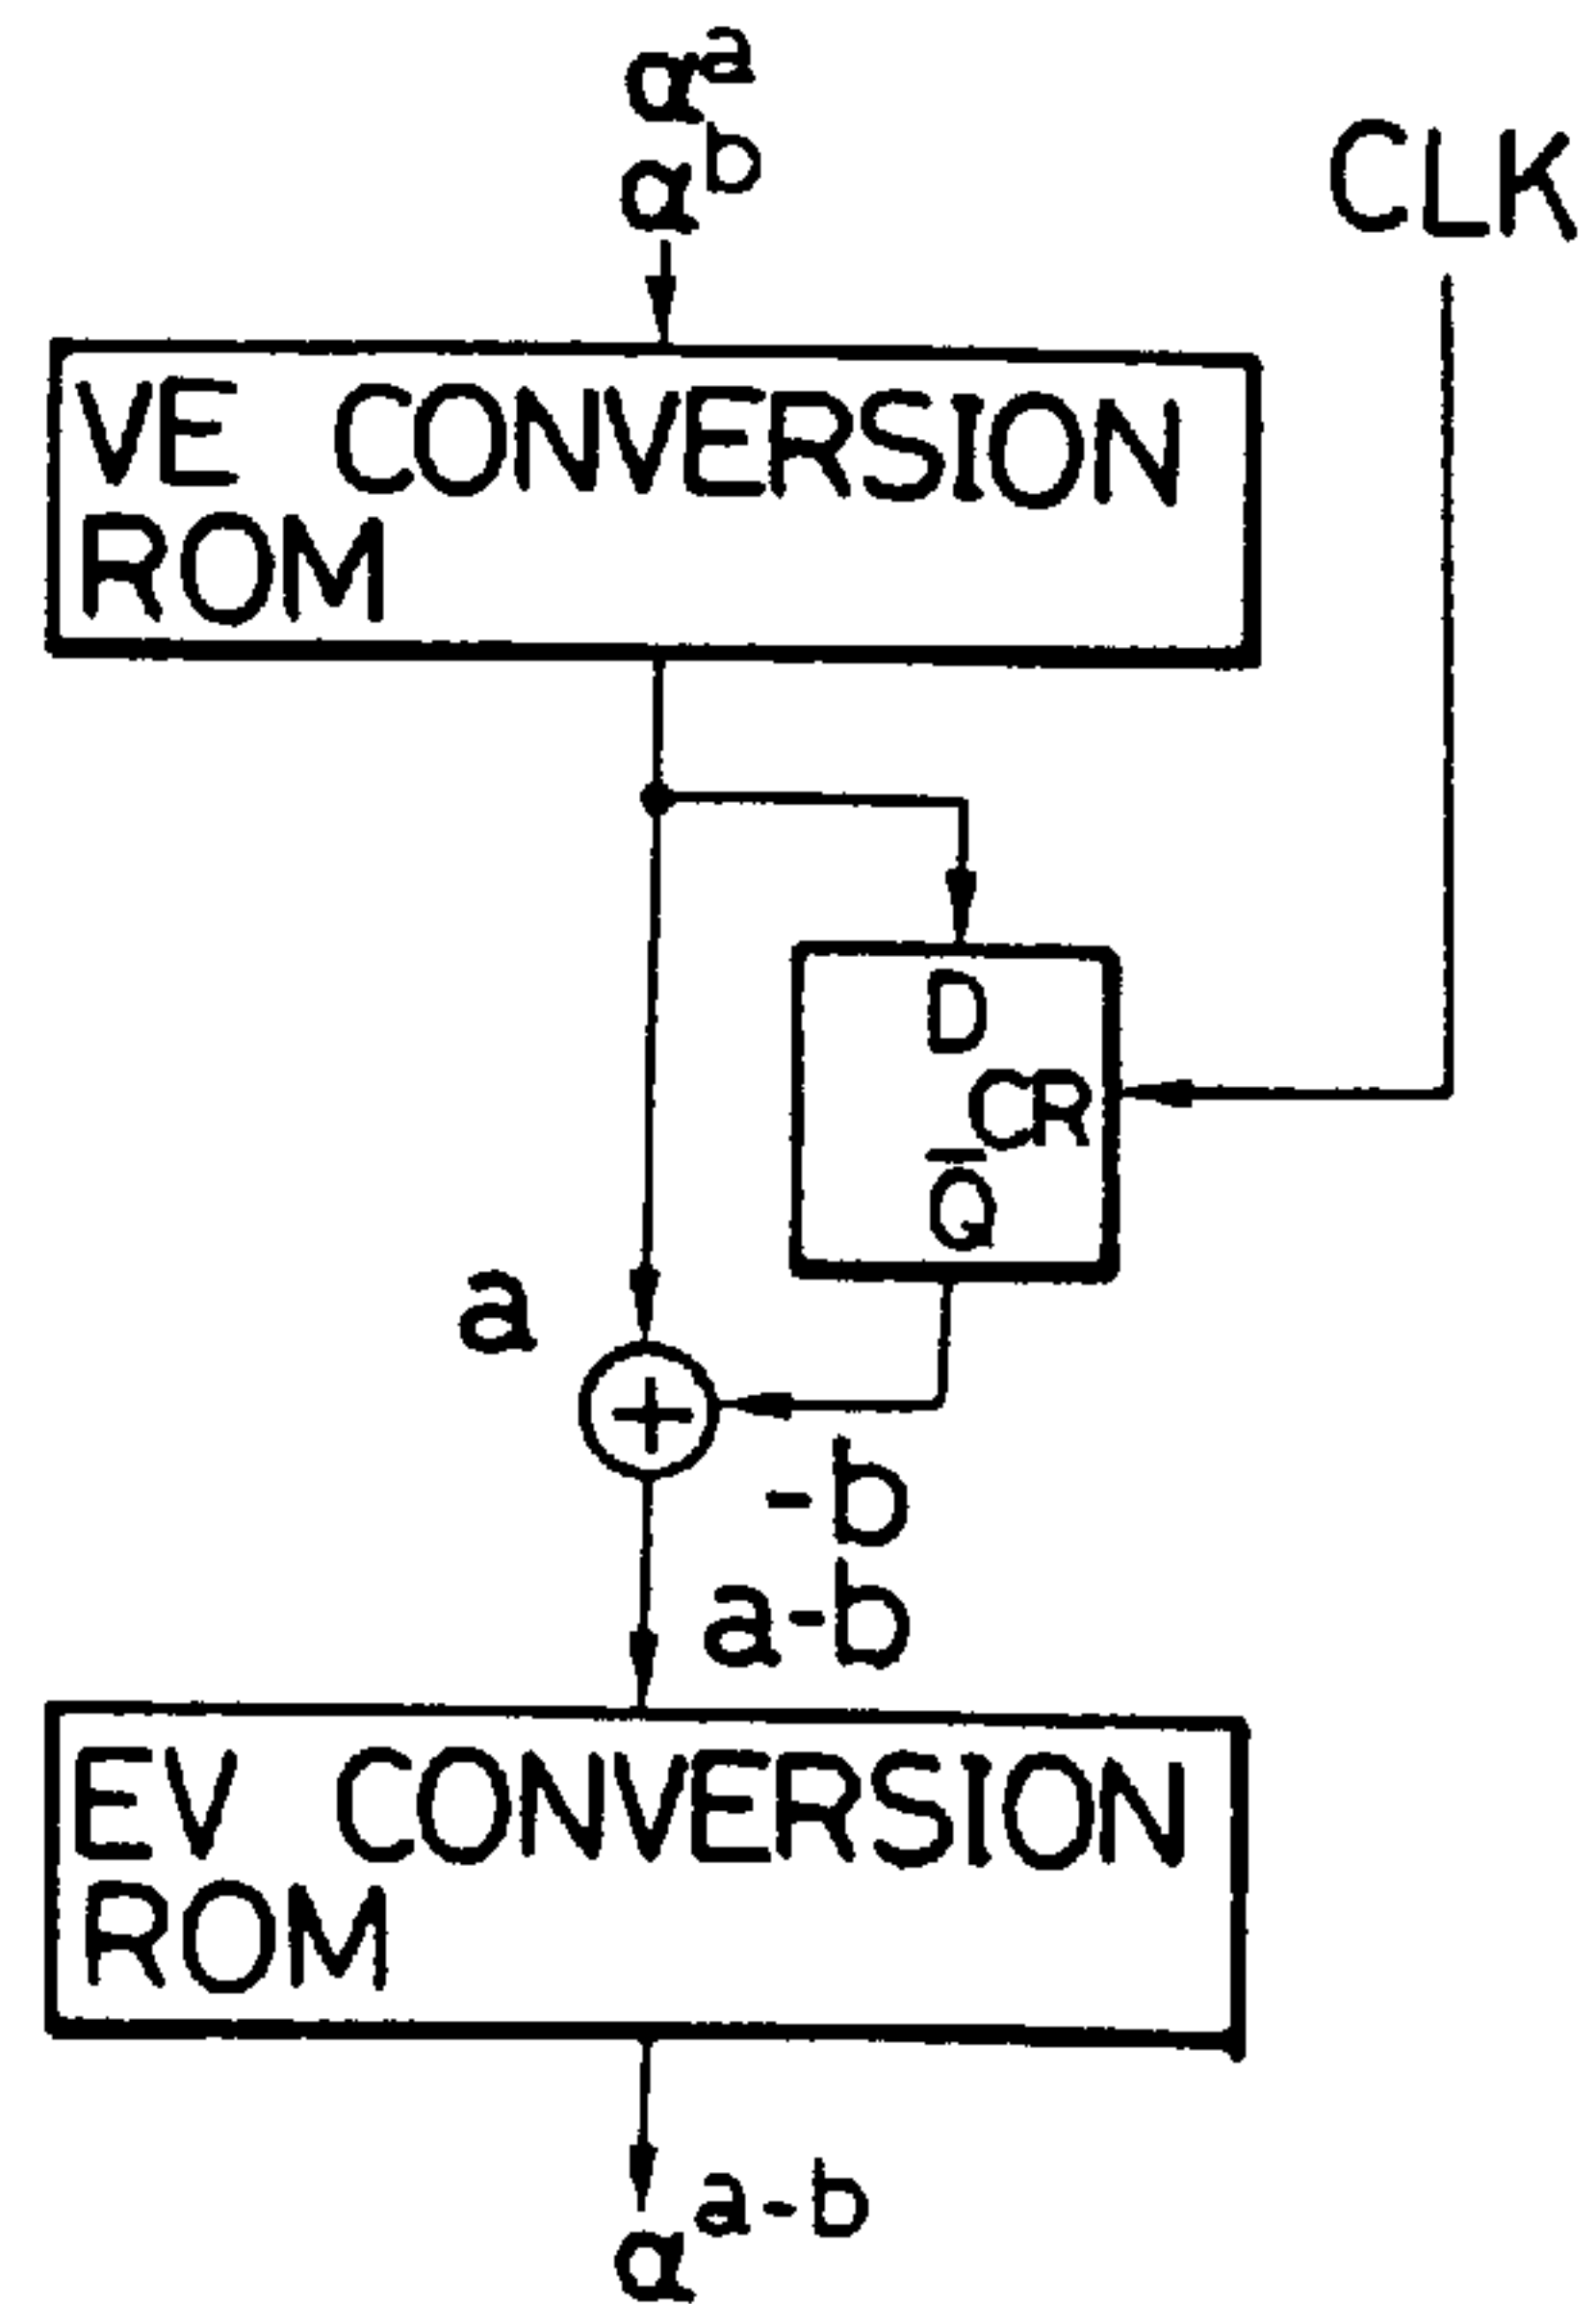 α^a
α^b
CLK
VE CONVERSION
ROM
D
CR
Q̅
a
+
-b
a-b
EV CONVERSION
ROM
α^{a-b}